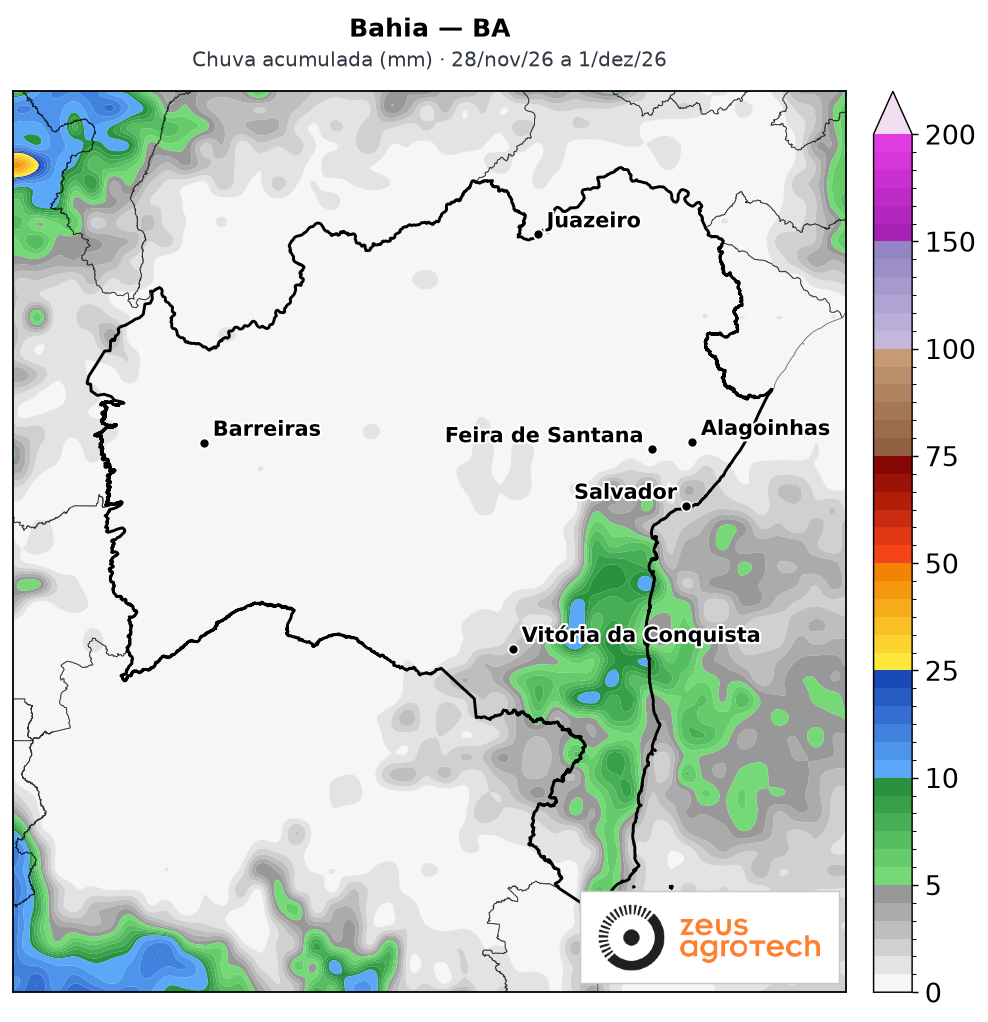 Bahia — BA
Chuva acumulada (mm) · 28/nov/26 a 1/dez/26
Juazeiro
Barreiras
Feira de Santana
Alagoinhas
Salvador
Vitória da Conquista
200
150
100
75
50
25
10
5
0
zeus
agrotech